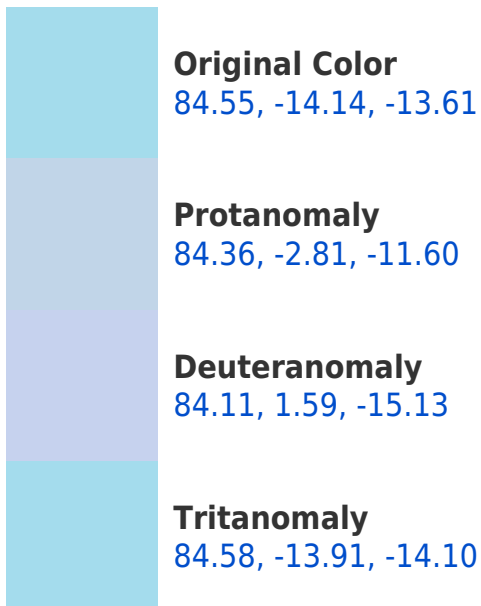 Original Color
84.55, -14.14, -13.61
Protanomaly
84.36, -2.81, -11.60
Deuteranomaly
84.11, 1.59, -15.13
Tritanomaly
84.58, -13.91, -14.10